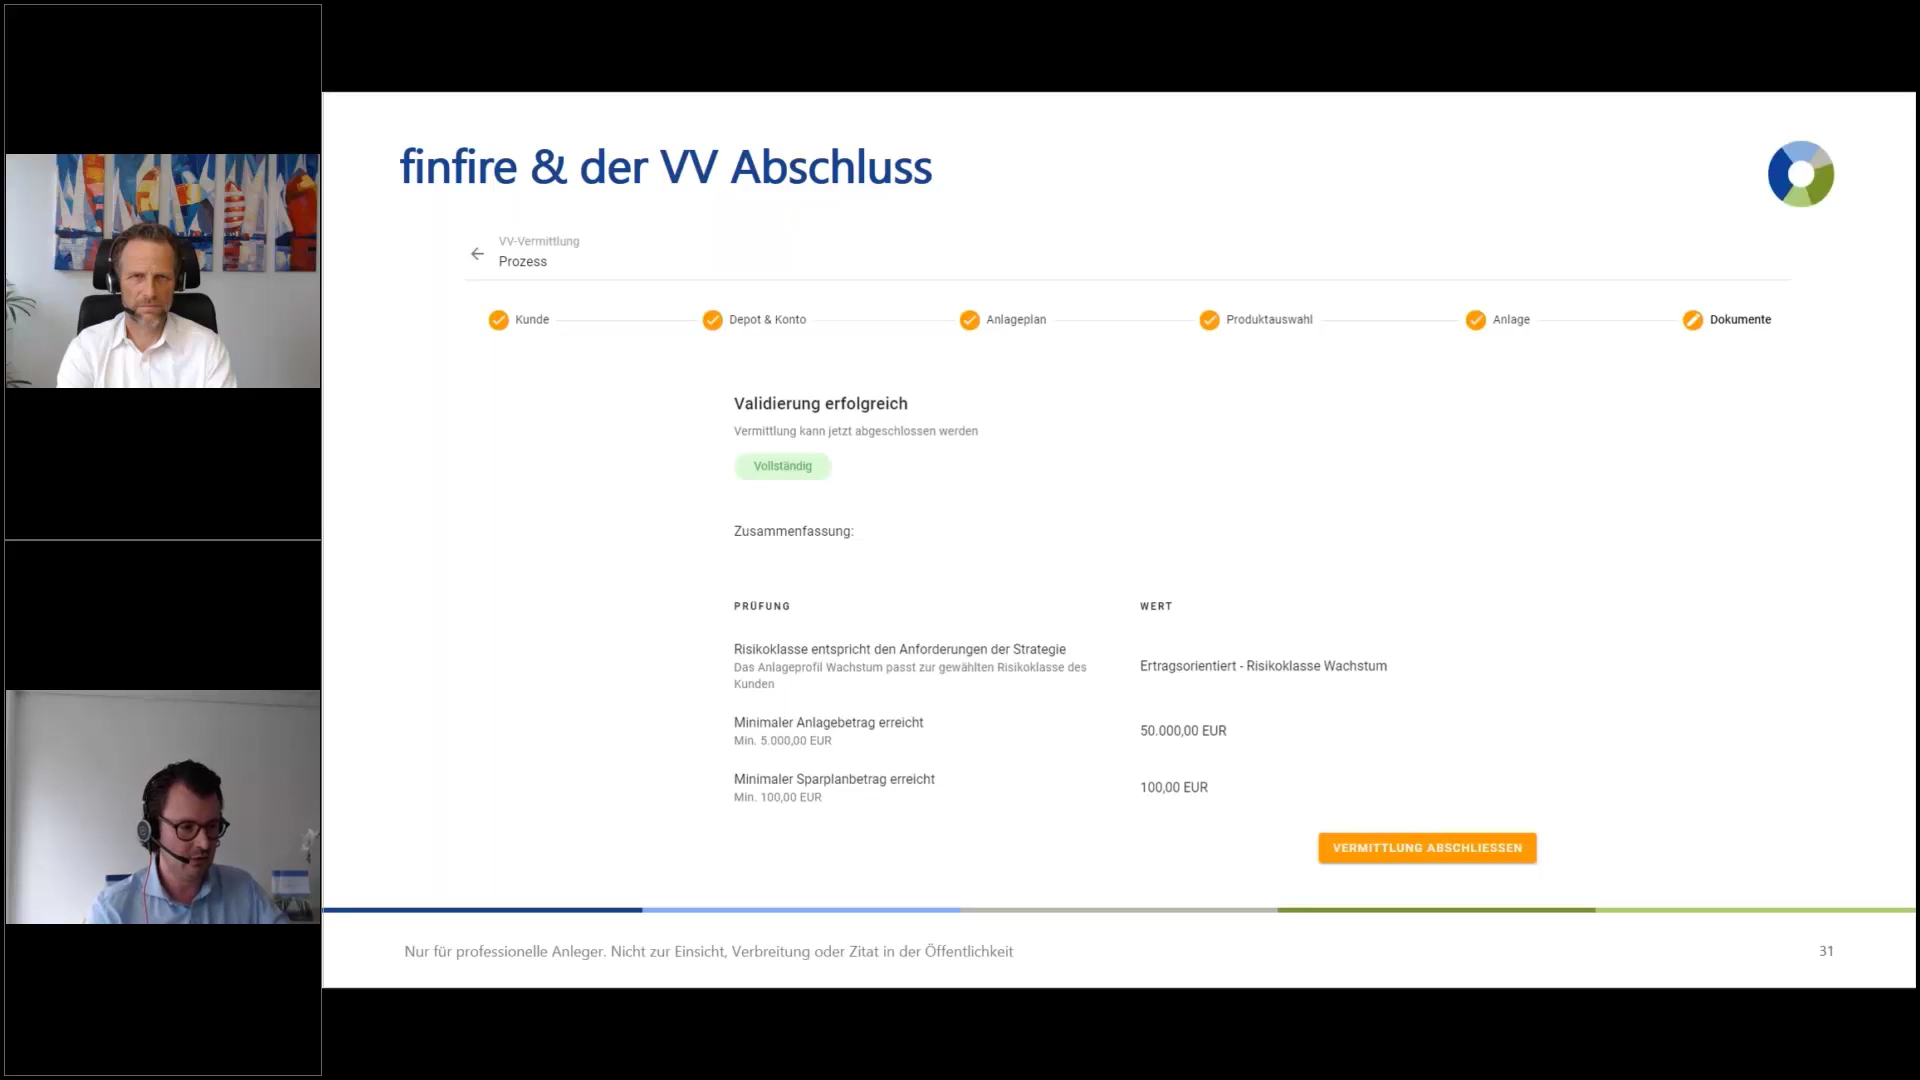 finfire & der VV Abschluss
VV-Vermittlung
Prozess
Kunde
Depot & Konto
Anlageplan
Produktauswahl
Anlage
Dokumente
Validierung erfolgreich
Vermittlung kann jetzt abgeschlossen werden
Vollständig
Zusammenfassung:
PRÜFUNG
WERT
Risikoklasse entspricht den Anforderungen der Strategie
Das Anlageprofil Wachstum passt zur gewählten Risikoklasse des
Kunden
Ertragsorientiert - Risikoklasse Wachstum
Minimaler Anlagebetrag erreicht
Min. 5.000,00 EUR
50.000,00 EUR
Minimaler Sparplanbetrag erreicht
Min. 100,00 EUR
100,00 EUR
VERMITTLUNG ABSCHLIESSEN
Nur für professionelle Anleger. Nicht zur Einsicht, Verbreitung oder Zitat in der Öffentlichkeit
31